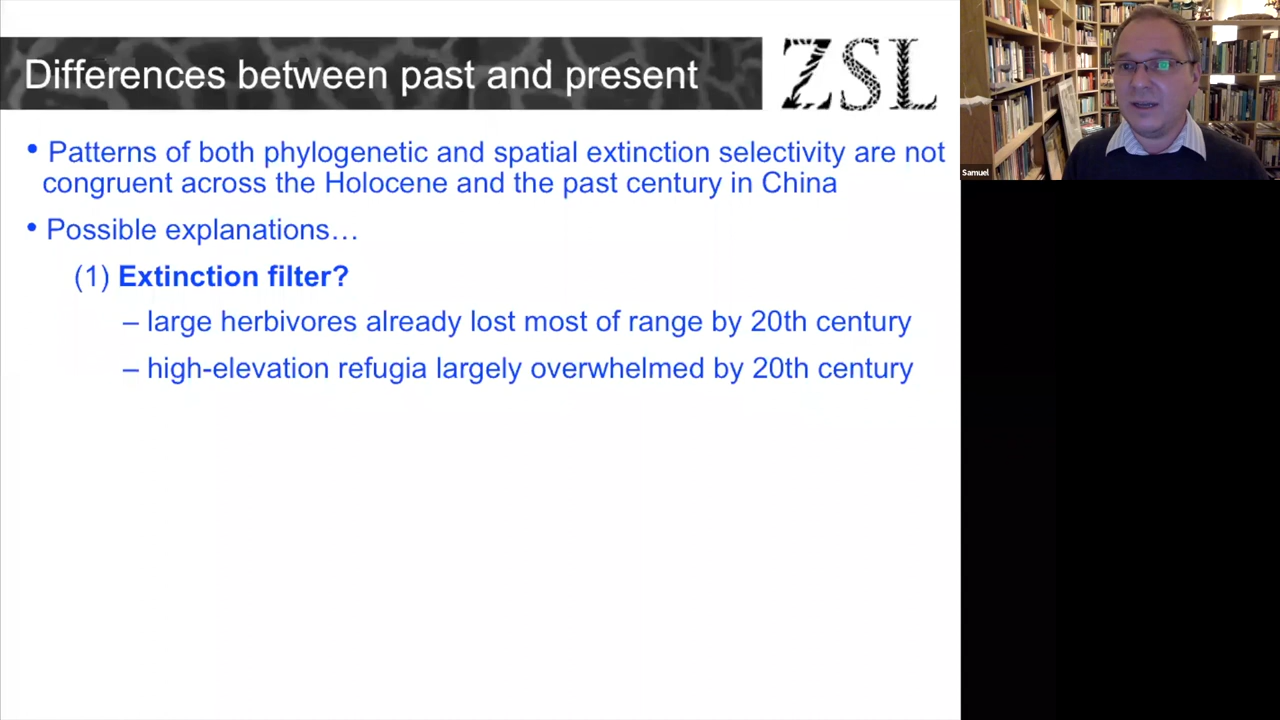 Differences between past and present
ZSL
• Patterns of both phylogenetic and spatial extinction selectivity are not
congruent across the Holocene and the past century in China
• Possible explanations…
(1) Extinction filter?
– large herbivores already lost most of range by 20th century
– high-elevation refugia largely overwhelmed by 20th century
Samuel